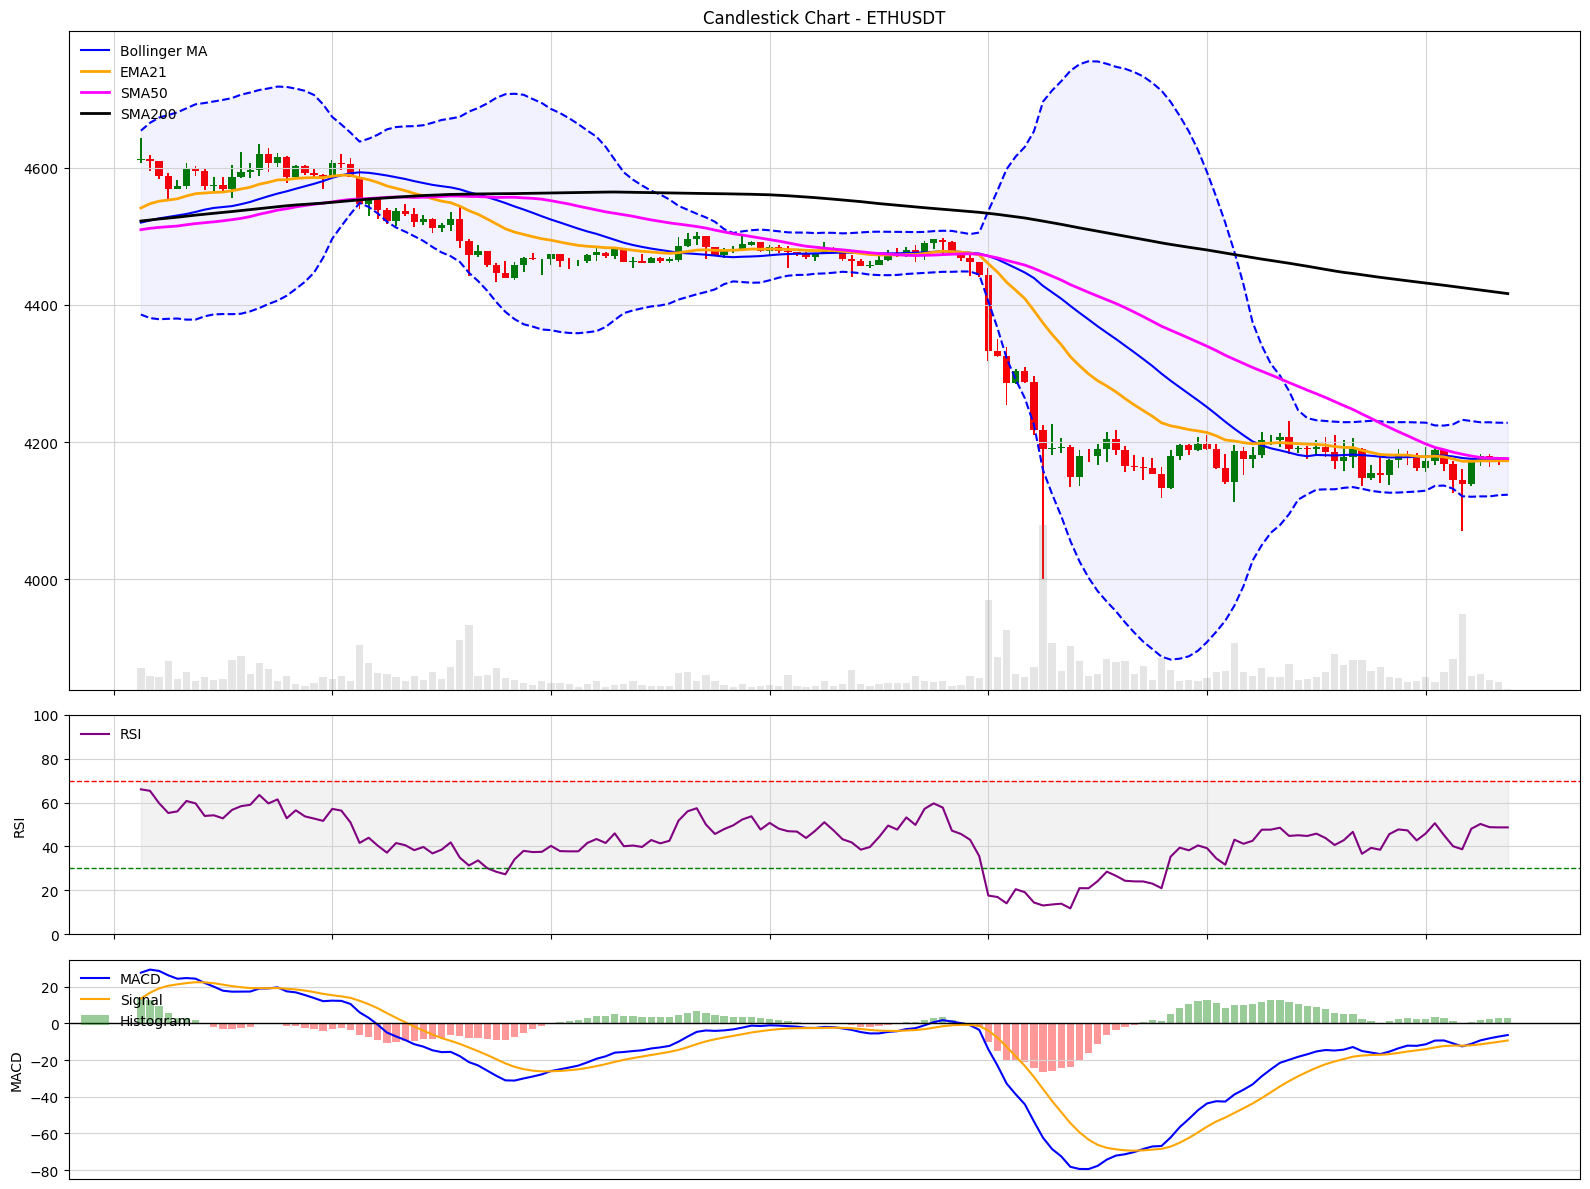 Candlestick Chart - ETHUSDT
Bollinger MA
EMA21
SMA50
SMA200
4600
4400
4200
4000
RSI
100
80
60
40
20
0
RSI
MACD
Signal
Histogram
20
0
−20
−40
−60
−80
MACD